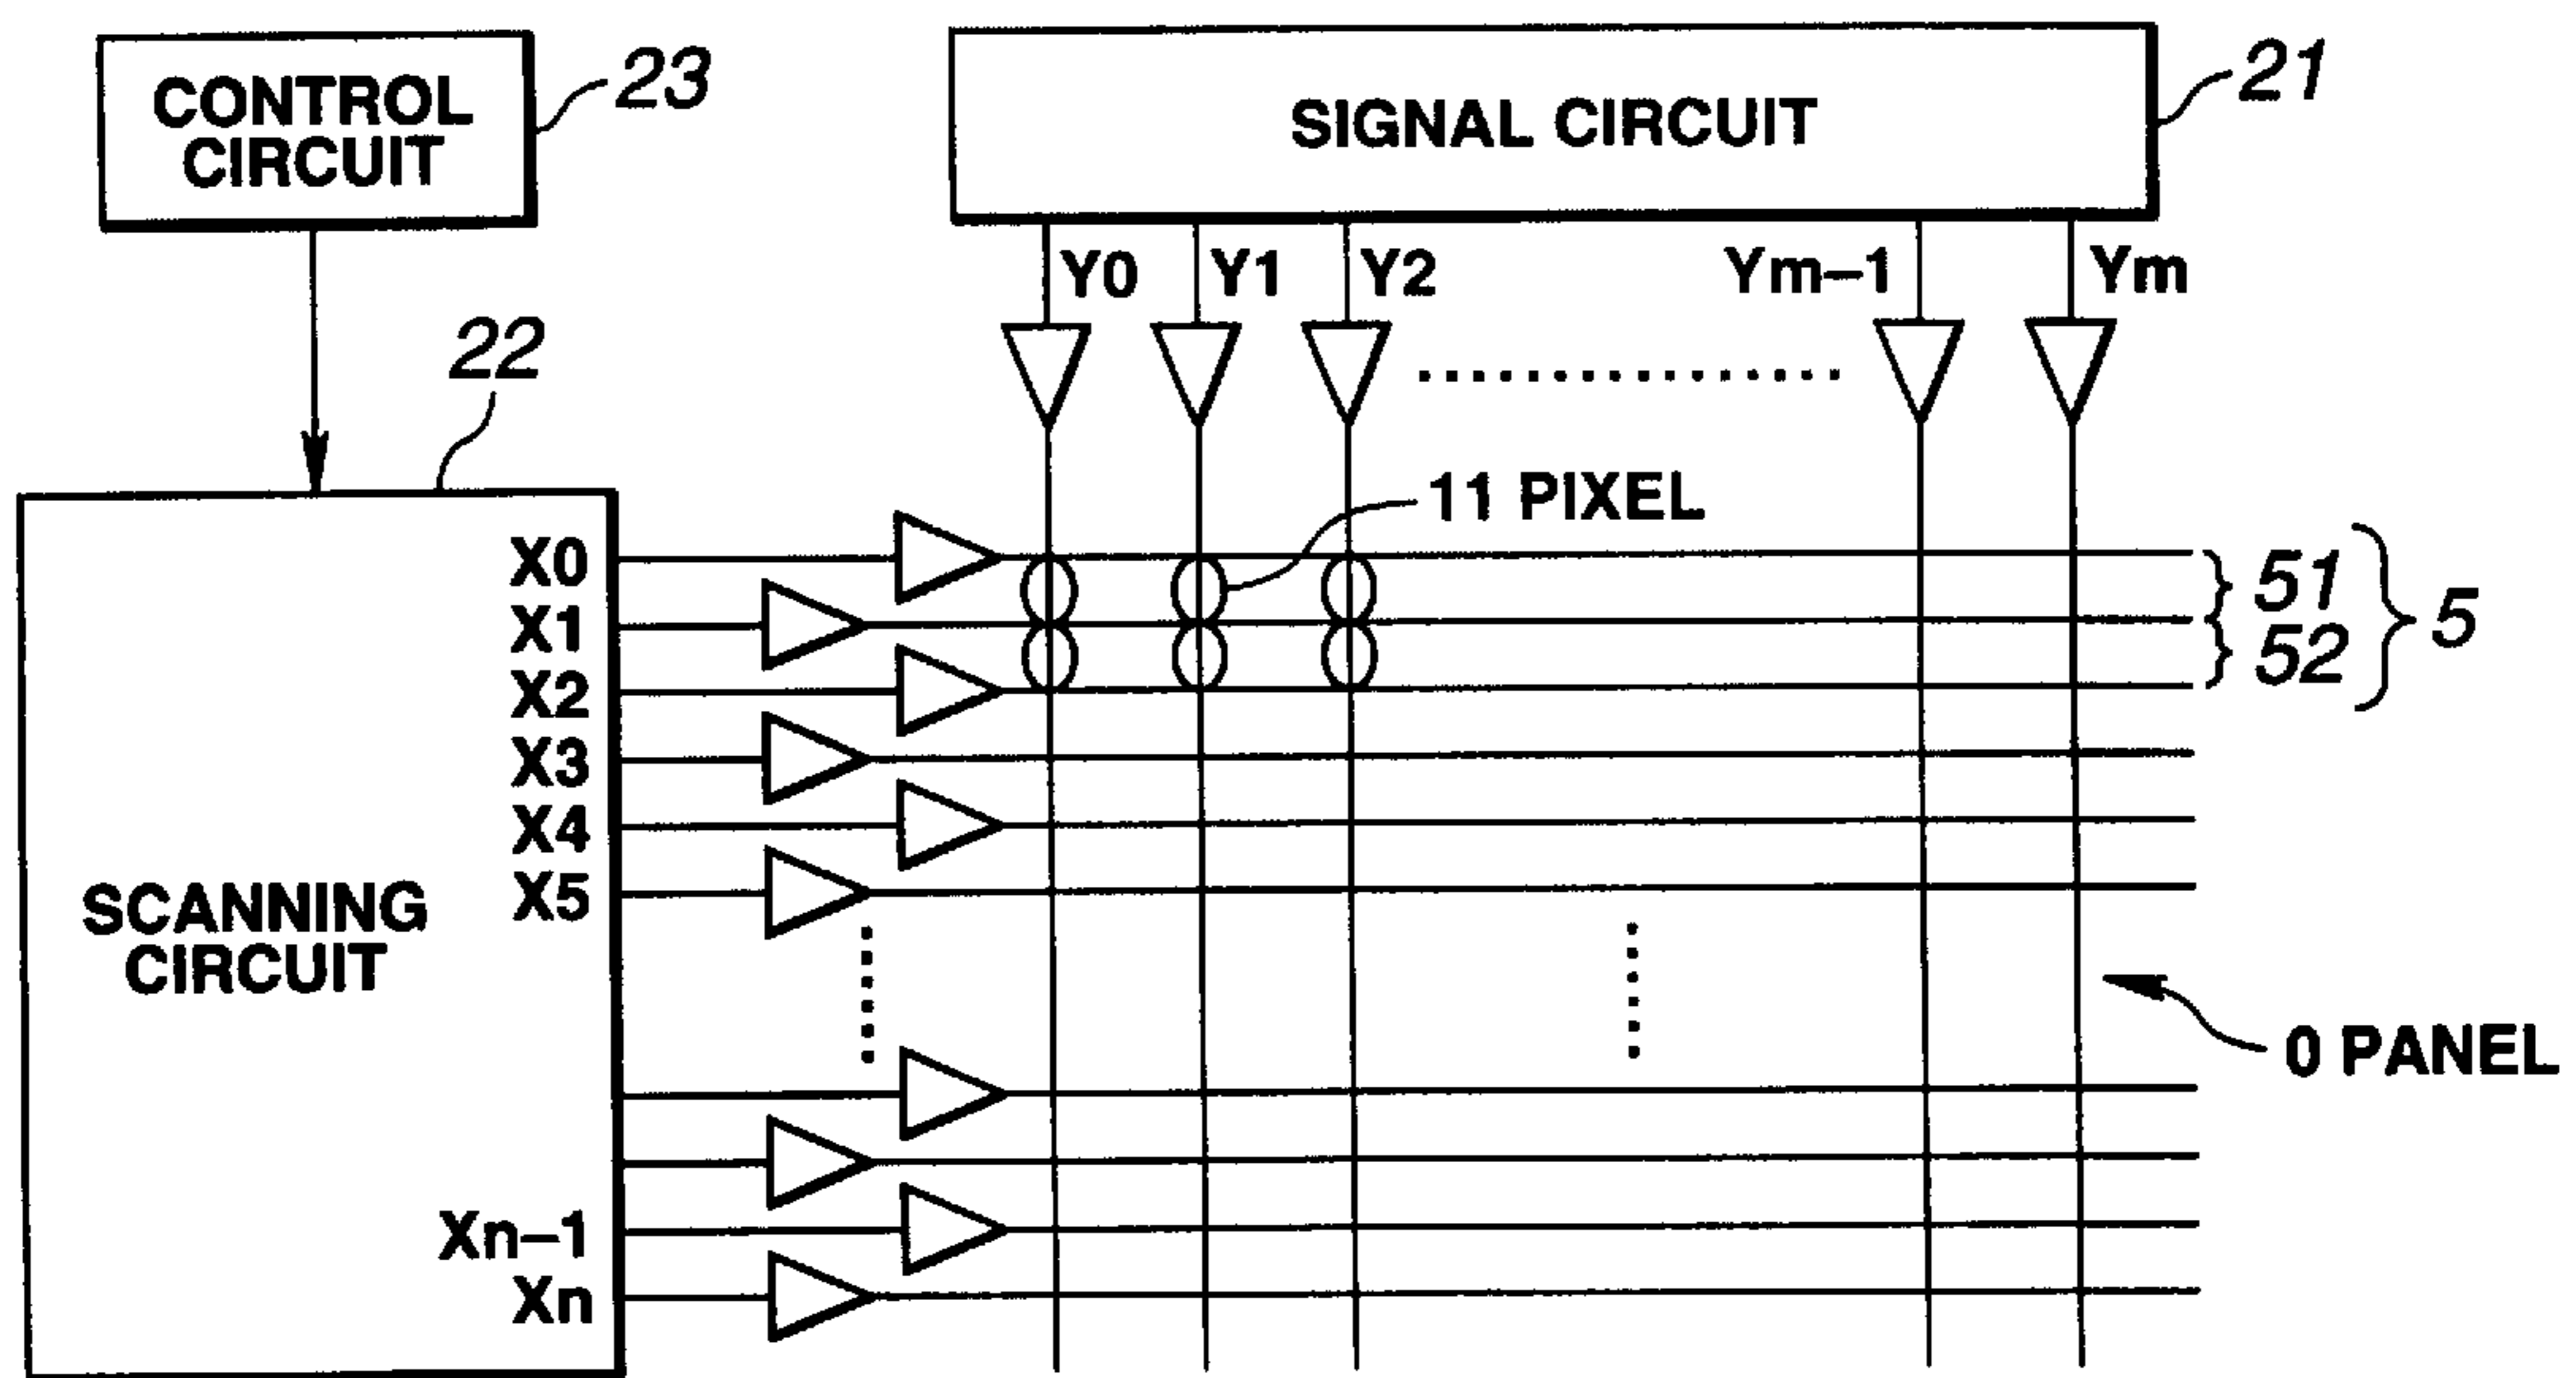 CONTROL
CIRCUIT
23
SIGNAL CIRCUIT
21
Y0 Y1 Y2 Ym–1 Ym
22
11 PIXEL
X0
X1
X2
X3
X4
X5
51
52
5
SCANNING
CIRCUIT
0 PANEL
Xn–1
Xn